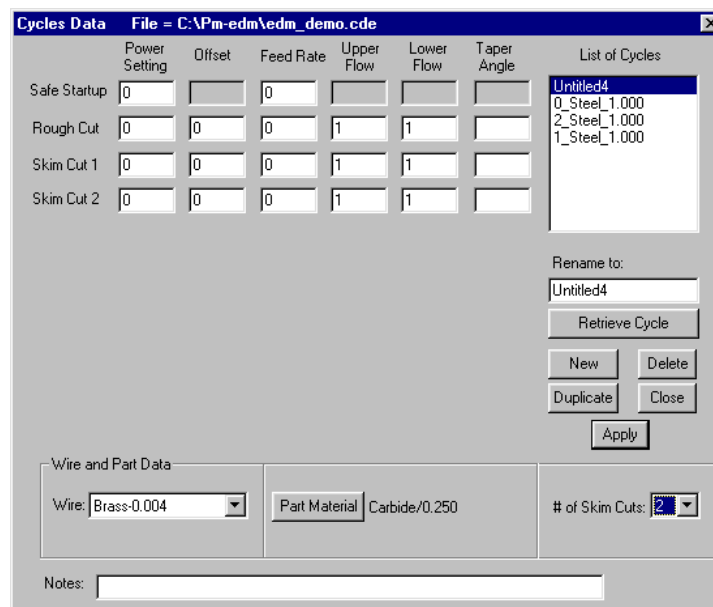 Cycles Data File = C:\Pm-edm\edm_demo.cde
Power Setting Offset Feed Rate Upper Flow Lower Flow Taper Angle List of Cycles
Safe Startup 0 0
Rough Cut 0 0 0 1 1
Skim Cut 1 0 0 0 1 1
Skim Cut 2 0 0 0 1 1
Untitled4
0_Steel_1.000
2_Steel_1.000
1_Steel_1.000
Rename to:
Untitled4
Retrieve Cycle
New Delete
Duplicate Close
Apply
Wire and Part Data
Wire: Brass-0.004 Part Material Carbide/0.250 # of Skim Cuts: 2
Notes: